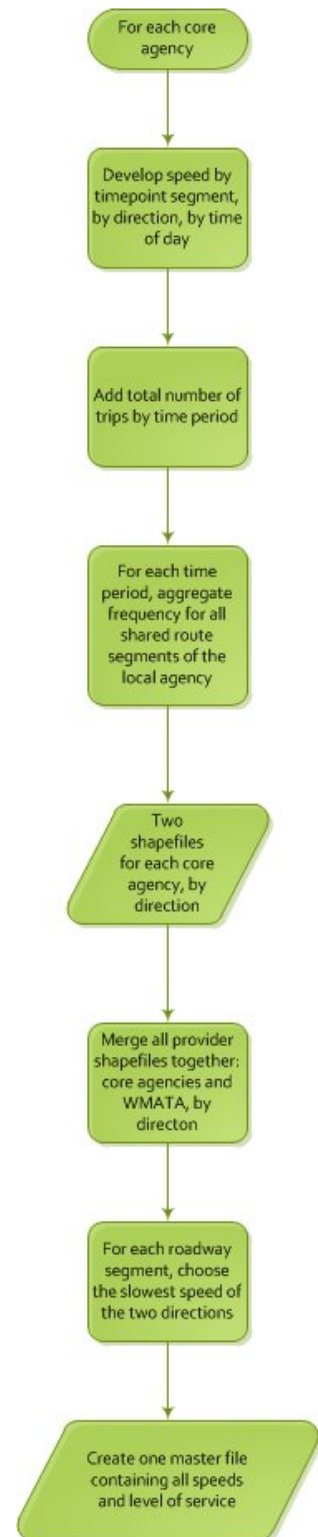 For each core
agency
Develop speed by
timepoint segment,
by direction, by time
of day
Add total number of
trips by time period
For each time
period, aggregate
frequency for all
shared route
segments of the
local agency
Two
shapefiles
for each core
agency, by
direction
Merge all provider
shapefiles together:
core agencies and
WMATA, by
directon
For each roadway
segment, choose
the slowest speed of
the two directions
Create one master file
containing all speeds
and level of service